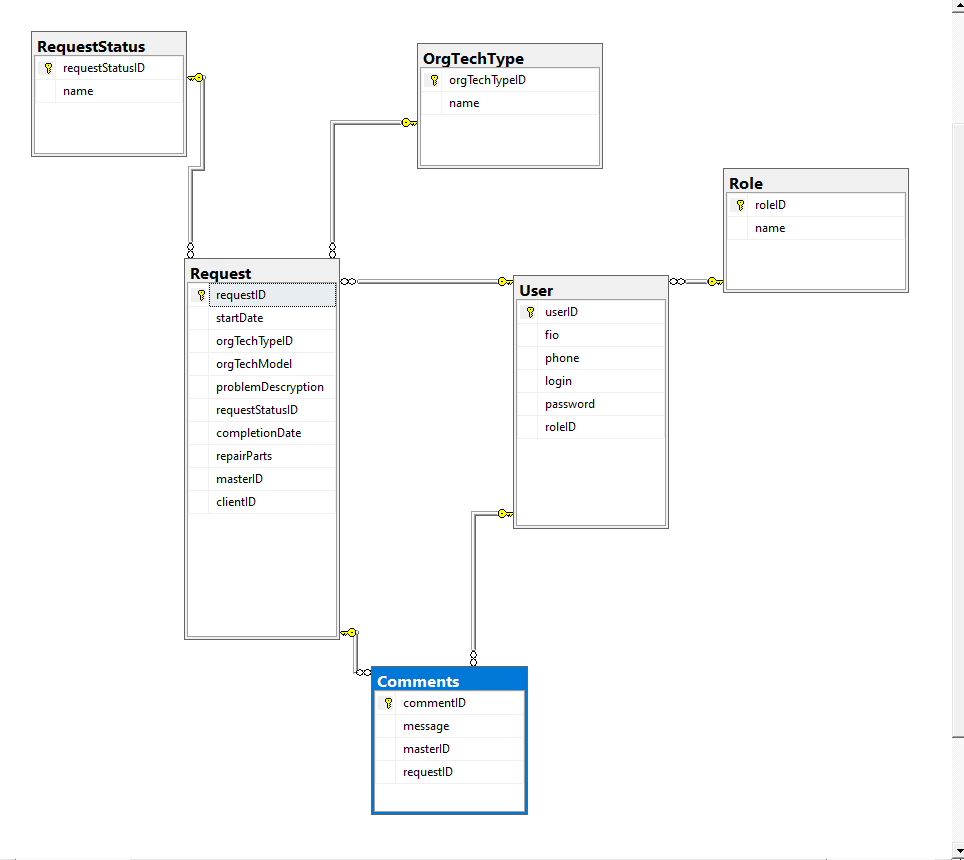 RequestStatus
requestStatusID
name
OrgTechType
orgTechTypeID
name
Role
roleID
name
Request
requestID
startDate
orgTechTypeID
orgTechModel
problemDescryption
requestStatusID
completionDate
repairParts
masterID
clientID
User
userID
fio
phone
login
password
roleID
Comments
commentID
message
masterID
requestID